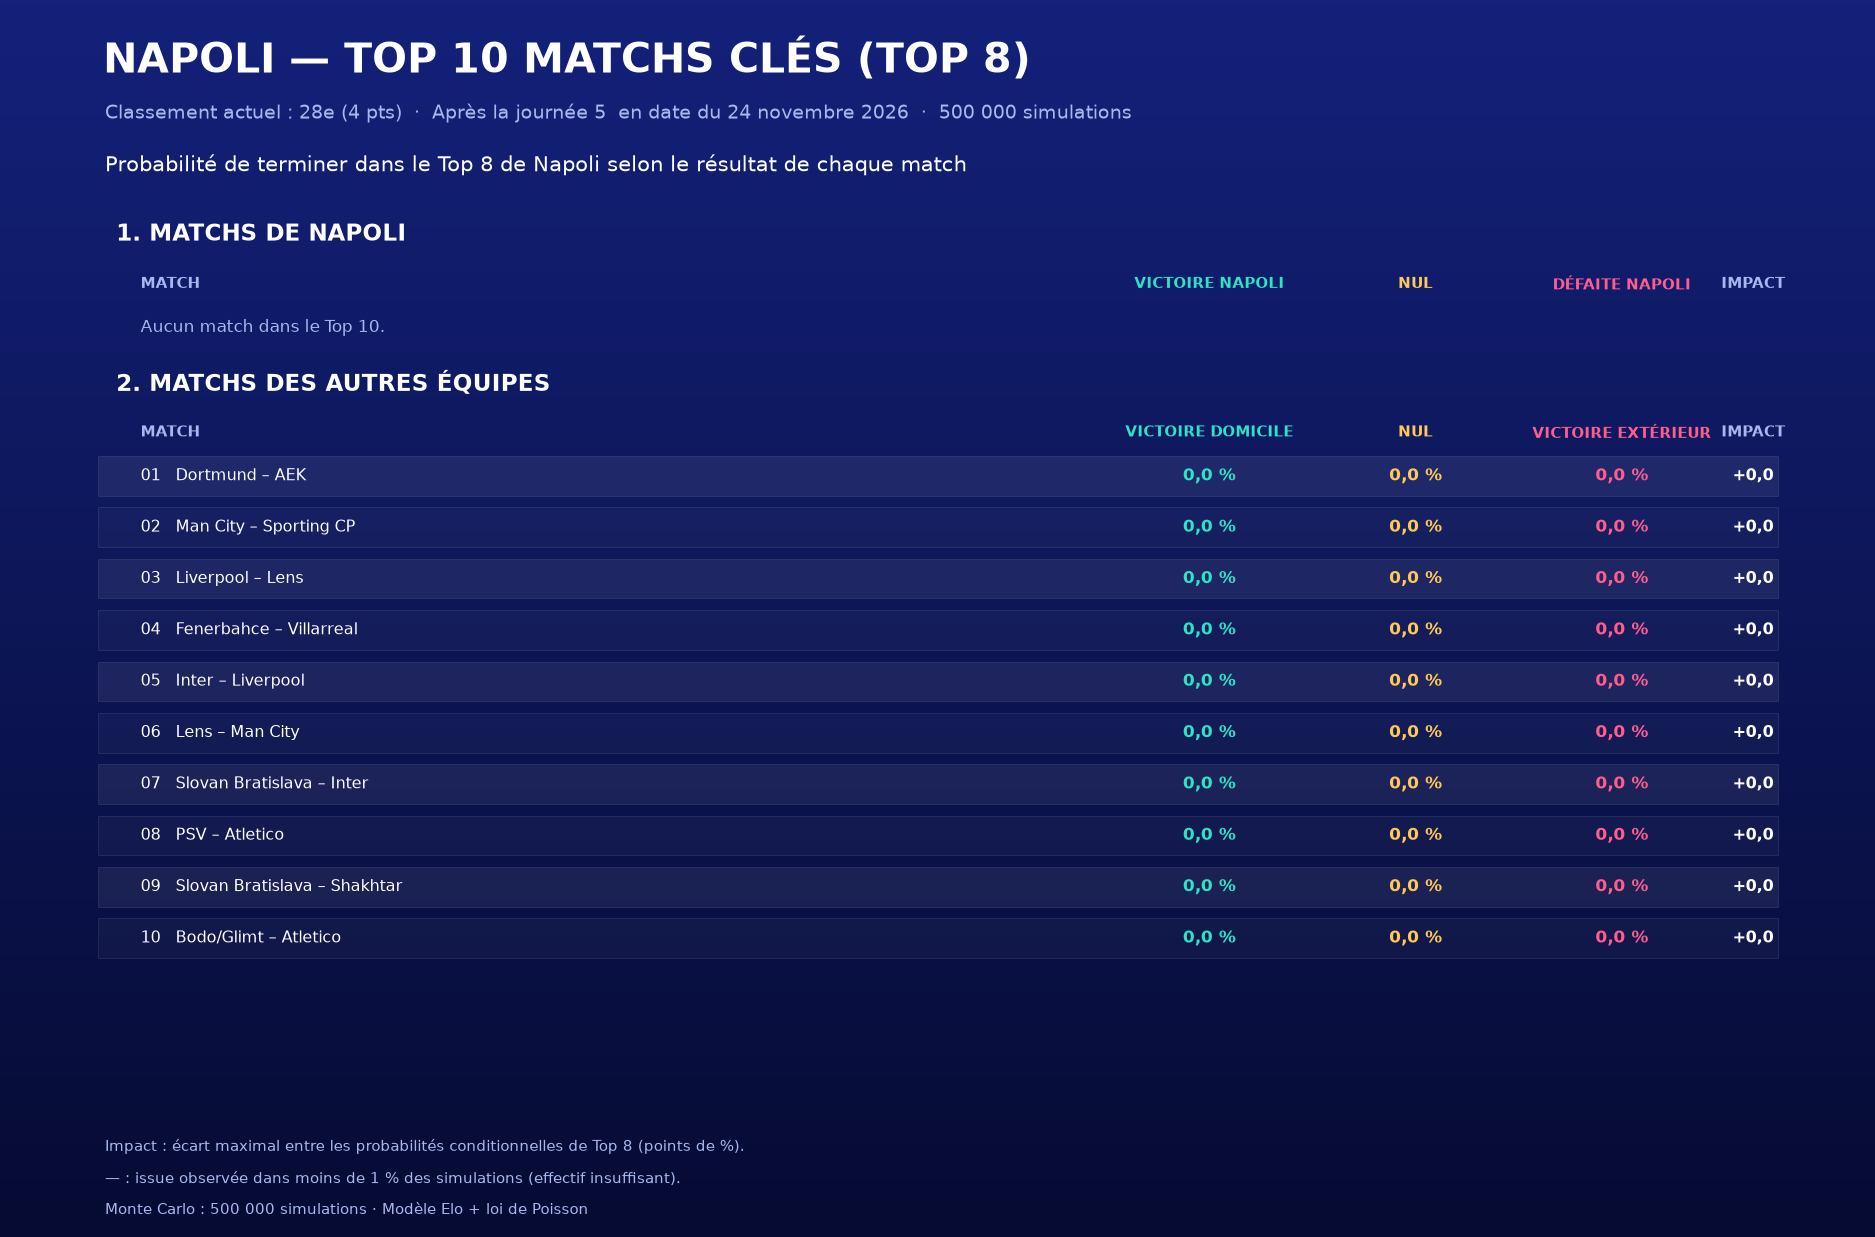 NAPOLI — TOP 10 MATCHS CLÉS (TOP 8)
Classement actuel : 28e (4 pts) · Après la journée 5 en date du 24 novembre 2026 · 500 000 simulations
Probabilité de terminer dans le Top 8 de Napoli selon le résultat de chaque match
1. MATCHS DE NAPOLI
MATCH VICTOIRE NAPOLI NUL DÉFAITE NAPOLI IMPACT
Aucun match dans le Top 10.
2. MATCHS DES AUTRES ÉQUIPES
MATCH VICTOIRE DOMICILE NUL VICTOIRE EXTÉRIEUR IMPACT
01 Dortmund – AEK 0,0 % 0,0 % 0,0 % +0,0
02 Man City – Sporting CP 0,0 % 0,0 % 0,0 % +0,0
03 Liverpool – Lens 0,0 % 0,0 % 0,0 % +0,0
04 Fenerbahce – Villarreal 0,0 % 0,0 % 0,0 % +0,0
05 Inter – Liverpool 0,0 % 0,0 % 0,0 % +0,0
06 Lens – Man City 0,0 % 0,0 % 0,0 % +0,0
07 Slovan Bratislava – Inter 0,0 % 0,0 % 0,0 % +0,0
08 PSV – Atletico 0,0 % 0,0 % 0,0 % +0,0
09 Slovan Bratislava – Shakhtar 0,0 % 0,0 % 0,0 % +0,0
10 Bodo/Glimt – Atletico 0,0 % 0,0 % 0,0 % +0,0
Impact : écart maximal entre les probabilités conditionnelles de Top 8 (points de %).
— : issue observée dans moins de 1 % des simulations (effectif insuffisant).
Monte Carlo : 500 000 simulations · Modèle Elo + loi de Poisson